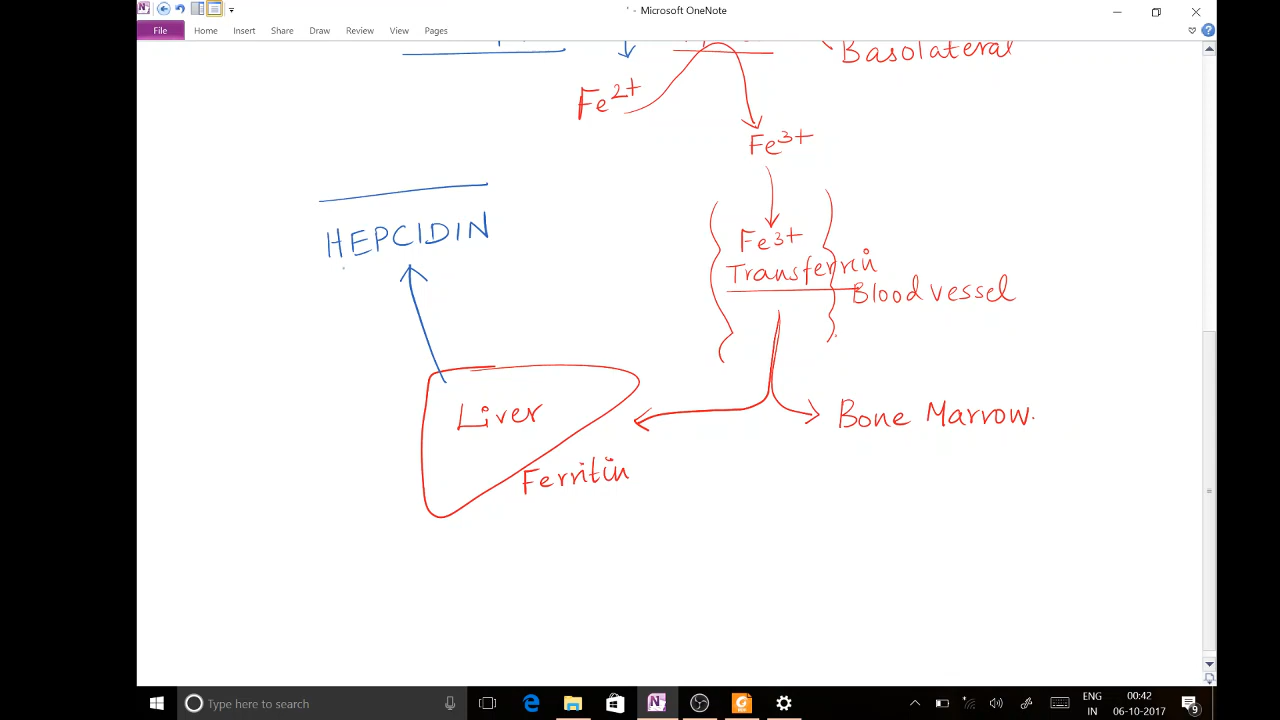 Microsoft OneNote
File Home Insert Share Draw Review View Pages
Basolateral
Fe2+
Fe3+
HEPCIDIN
Fe3+
Transferrin
Blood vessel
Liver
Bone Marrow.
Ferritin
Type here to search
ENG
IN
00:42
06-10-2017
9